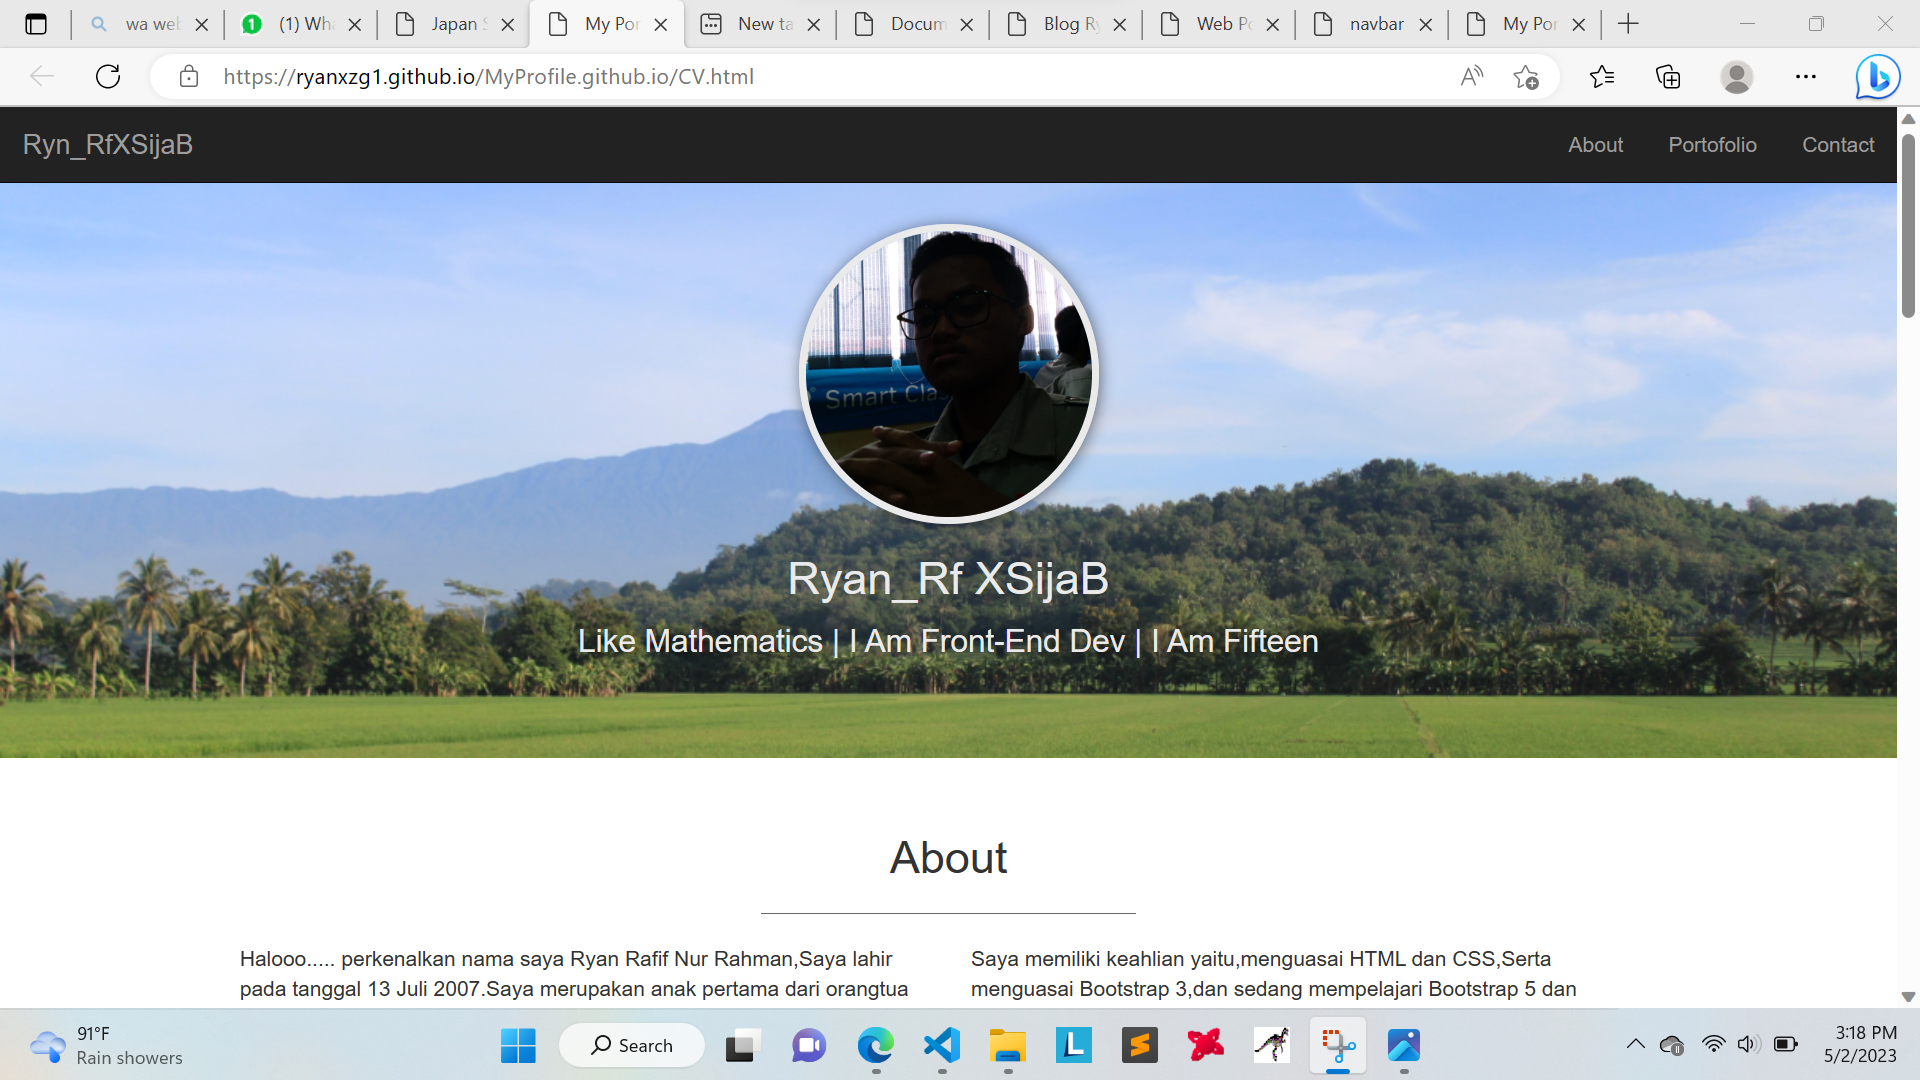 wa web
(1) Wha
Japan S
My Por
New ta
Docum
Blog Ry
Web Po
navbar
My Por
https://ryanxzg1.github.io/MyProfile.github.io/CV.html
Ryn_RfXSijaB
About
Portofolio
Contact
Smart Clas
Ryan_Rf XSijaB
Like Mathematics | I Am Front-End Dev | I Am Fifteen
About
Halooo..... perkenalkan nama saya Ryan Rafif Nur Rahman,Saya lahir
pada tanggal 13 Juli 2007.Saya merupakan anak pertama dari orangtua
Saya memiliki keahlian yaitu,menguasai HTML dan CSS,Serta
menguasai Bootstrap 3,dan sedang mempelajari Bootstrap 5 dan
91°F
Rain showers
Search
3:18 PM
5/2/2023